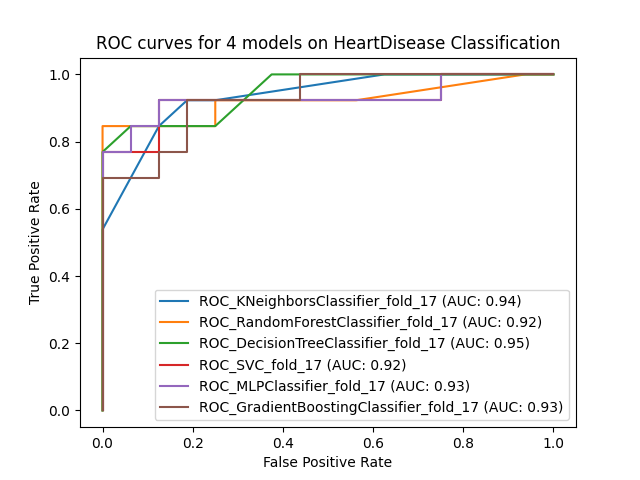 ROC curves for 4 models on HeartDisease Classification
1.0
0.8
0.6
0.4
0.2
0.0
True Positive Rate
ROC_KNeighborsClassifier_fold_17 (AUC: 0.94)
ROC_RandomForestClassifier_fold_17 (AUC: 0.92)
ROC_DecisionTreeClassifier_fold_17 (AUC: 0.95)
ROC_SVC_fold_17 (AUC: 0.92)
ROC_MLPClassifier_fold_17 (AUC: 0.93)
ROC_GradientBoostingClassifier_fold_17 (AUC: 0.93)
0.0 0.2 0.4 0.6 0.8 1.0
False Positive Rate